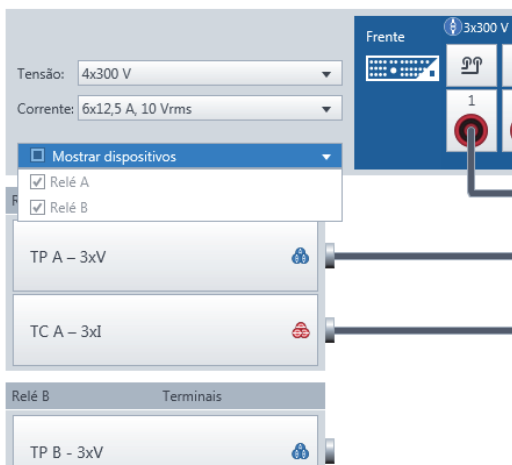 Frente
3x300 V
Tensão: 4x300 V
Corrente: 6x12,5 A, 10 Vrms
1
Mostrar dispositivos
Relé A
Relé B
TP A – 3xV
TC A – 3xI
Relé B Terminais
TP B - 3xV